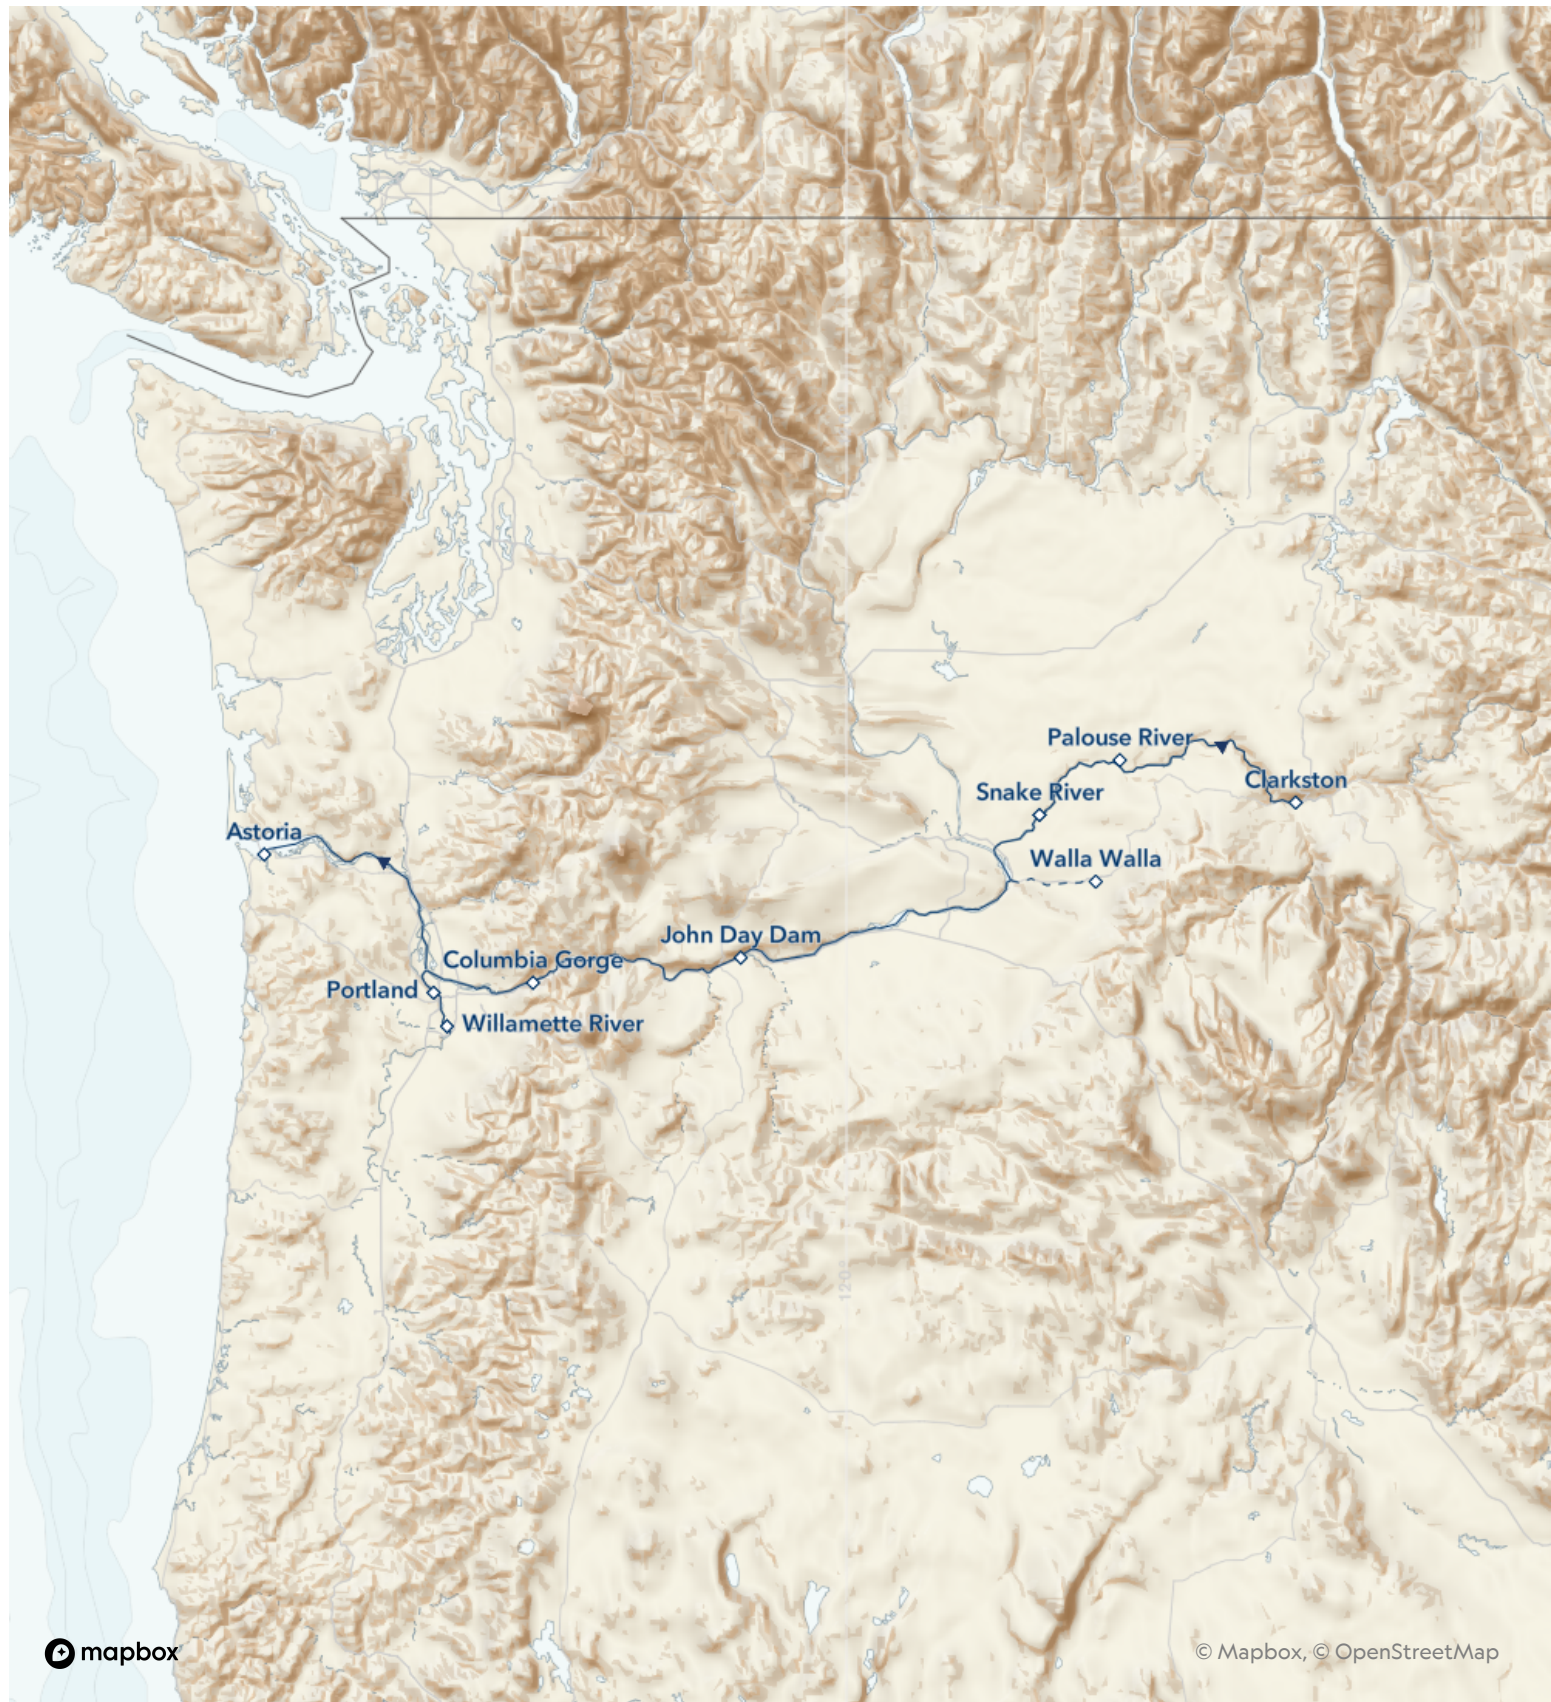 Palouse River
Clarkston
Snake River
Astoria
Walla Walla
John Day Dam
Columbia Gorge
Portland
Willamette River
120°
mapbox
© Mapbox, © OpenStreetMap